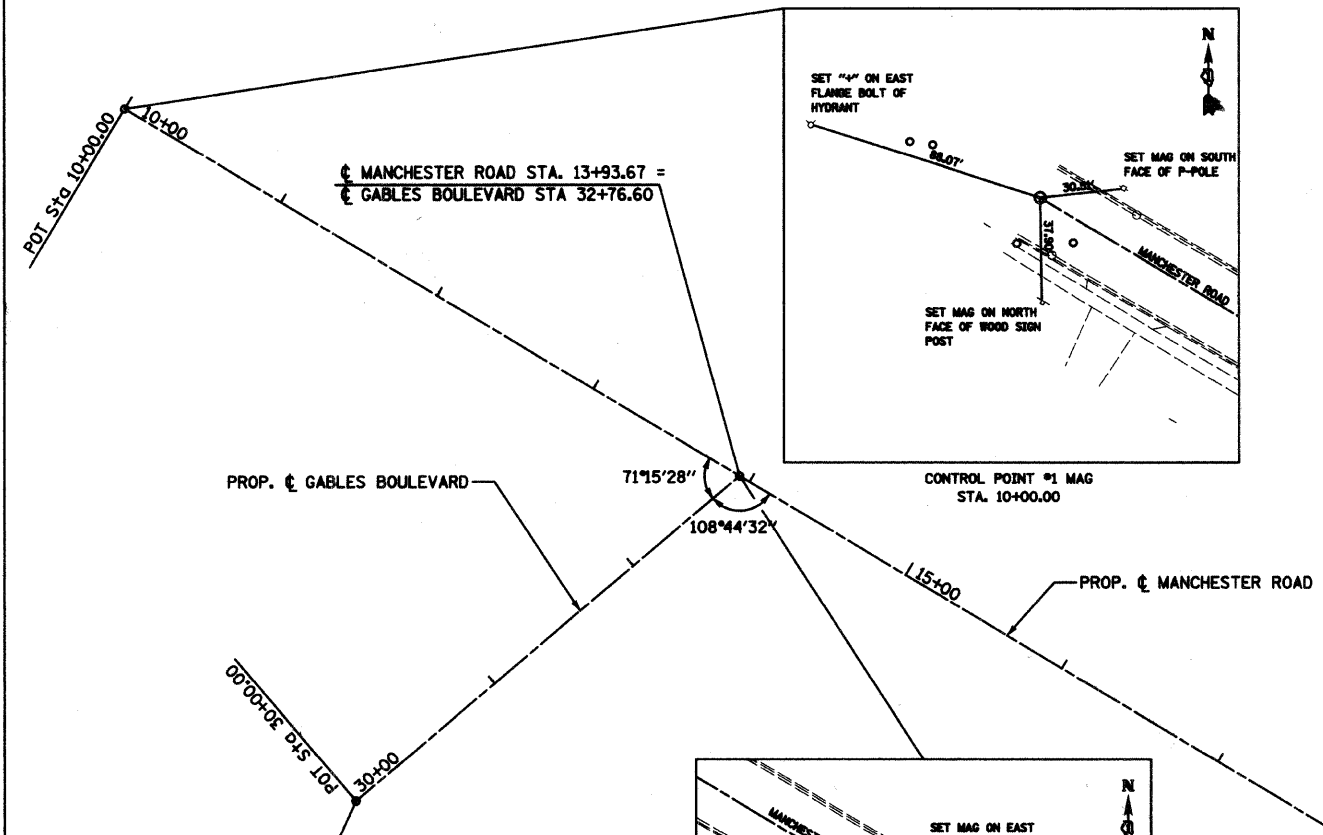 N
SET "+" ON EAST
FLANGE BOLT OF
HYDRANT
88.07'
SET MAG ON SOUTH
FACE OF P-POLE
37.90'
MANCHESTER ROAD
SET MAG ON NORTH
FACE OF WOOD SIGN
POST
CONTROL POINT #1 MAG
STA. 10+00.00
10+00
POT Sta 10+00.00
℄ MANCHESTER ROAD STA. 13+93.67 =
℄ GABLES BOULEVARD STA 32+76.60
PROP. ℄ GABLES BOULEVARD
71°15'28"
108°44'32"
15+00
PROP. ℄ MANCHESTER ROAD
POT Sta 30+00.00
30+00
N
SET MAG ON EAST